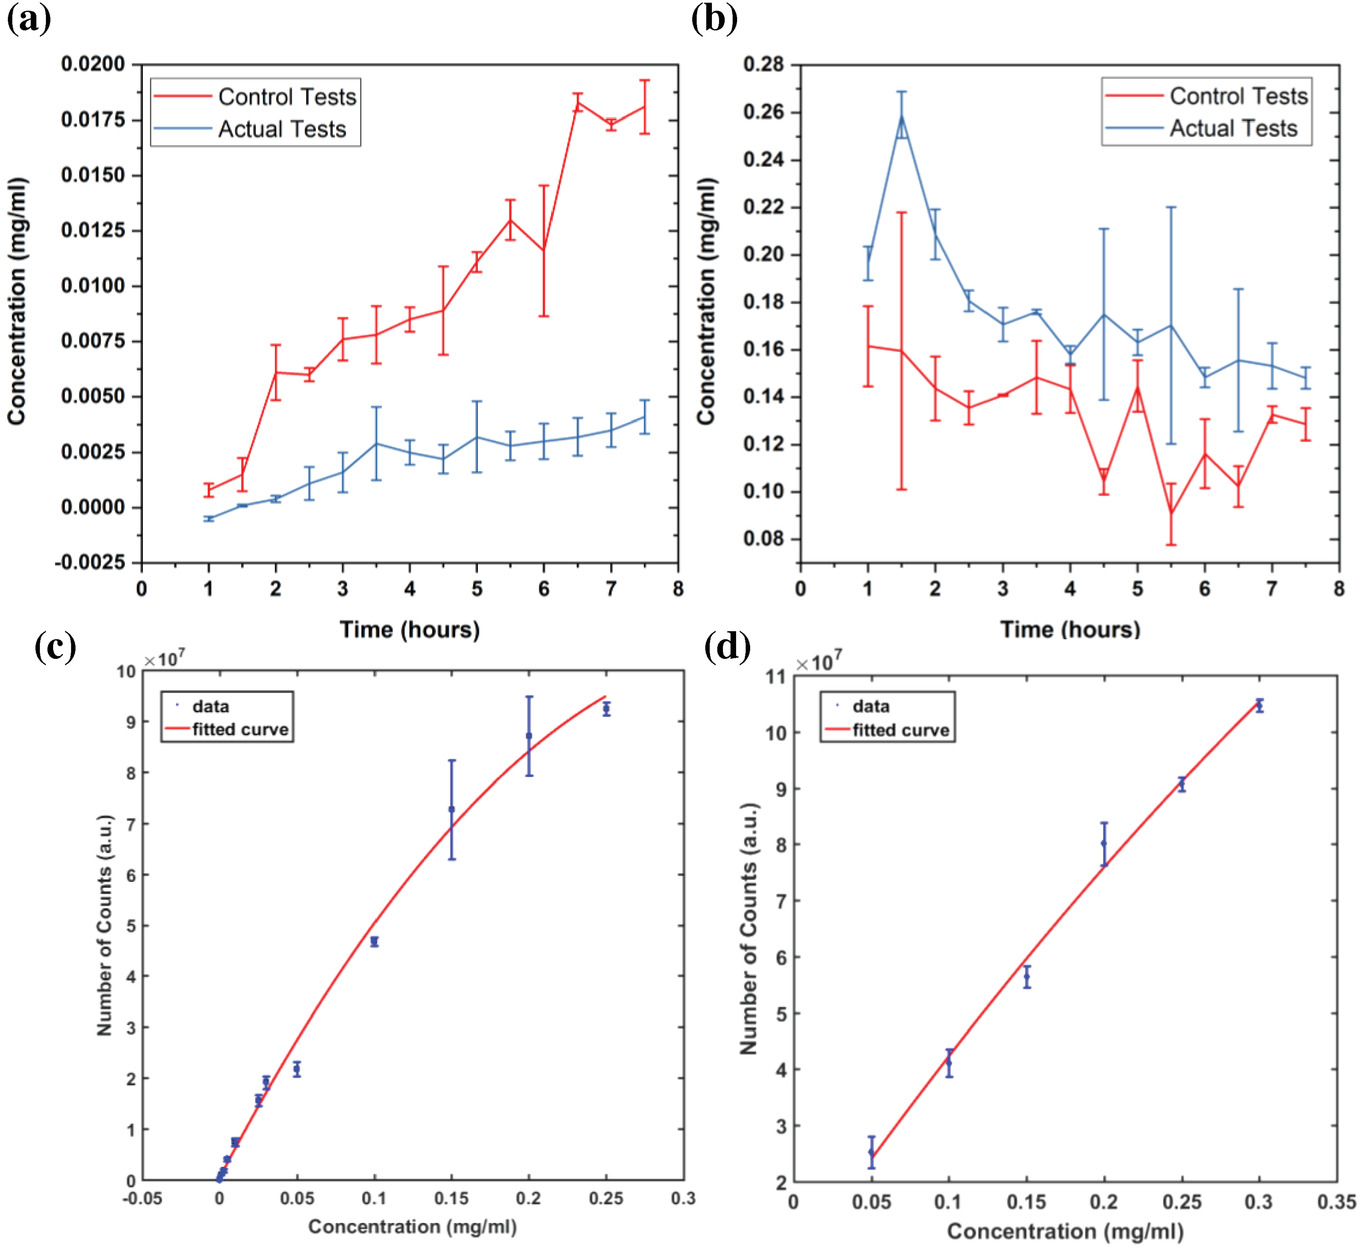 (a)
0.0200
0.0175
0.0150
0.0125
0.0100
0.0075
0.0050
0.0025
0.0000
-0.0025
Concentration (mg/ml)
Control Tests
Actual Tests
0 1 2 3 4 5 6 7 8
Time (hours)
(b)
0.28
0.26
0.24
0.22
0.20
0.18
0.16
0.14
0.12
0.10
0.08
Concentration (mg/ml)
Control Tests
Actual Tests
0 1 2 3 4 5 6 7 8
Time (hours)
(c)
×10⁷
10
9
8
7
6
5
4
3
2
1
0
Number of Counts (a.u.)
data
fitted curve
-0.05 0 0.05 0.1 0.15 0.2 0.25 0.3
Concentration (mg/ml)
(d)
×10⁷
11
10
9
8
7
6
5
4
3
2
Number of Counts (a.u.)
data
fitted curve
0 0.05 0.1 0.15 0.2 0.25 0.3 0.35
Concentration (mg/ml)